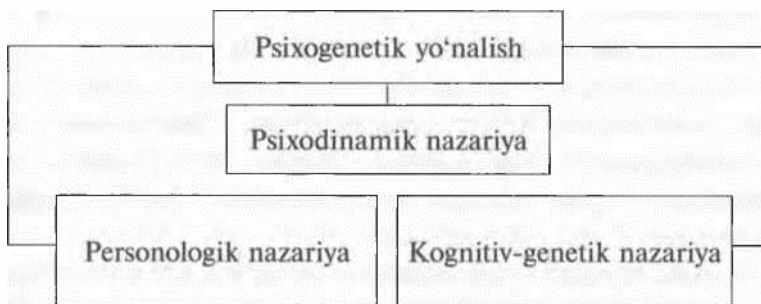 Psixogenetik yo‘nalish
Psixodinamik nazariya
Personologik nazariya
Kognitiv-genetik nazariya